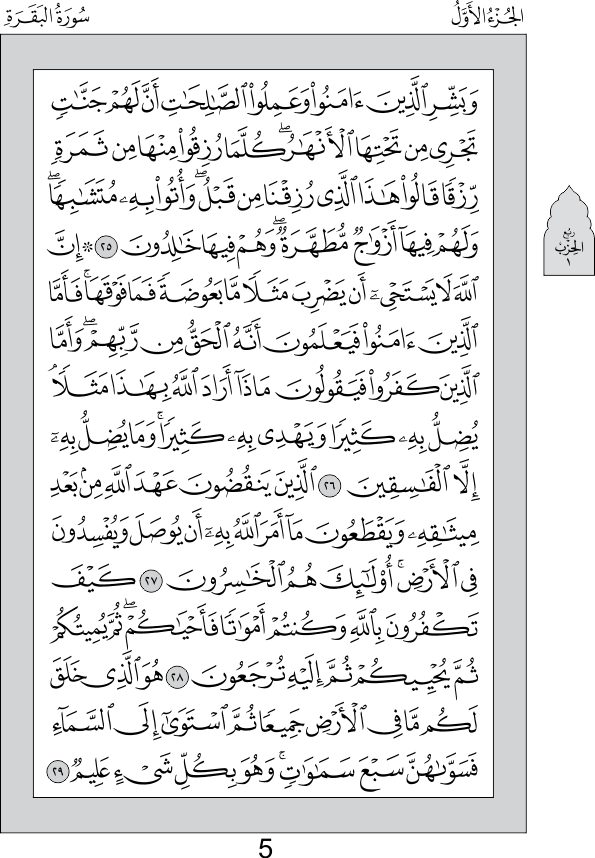 الجُزْءُ الأَوَّلُ
سُورَةُ البَقَرَةِ
وَبَشِّرِ ٱلَّذِينَ ءَامَنُوا۟ وَعَمِلُوا۟ ٱلصَّٰلِحَٰتِ أَنَّ لَهُمْ جَنَّٰتٍ
تَجْرِى مِن تَحْتِهَا ٱلْأَنْهَٰرُ ۖ كُلَّمَا رُزِقُوا۟ مِنْهَا مِن ثَمَرَةٍ
رِّزْقًا قَالُوا۟ هَٰذَا ٱلَّذِى رُزِقْنَا مِن قَبْلُ ۖ وَأُتُوا۟ بِهِۦ مُتَشَٰبِهًا ۖ
وَلَهُمْ فِيهَآ أَزْوَٰجٌ مُّطَهَّرَةٌ ۖ وَهُمْ فِيهَا خَٰلِدُونَ ٢٥ ۞ إِنَّ
ٱللَّهَ لَا يَسْتَحْىِۦٓ أَن يَضْرِبَ مَثَلًا مَّا بَعُوضَةً فَمَا فَوْقَهَا ۚ فَأَمَّا
ٱلَّذِينَ ءَامَنُوا۟ فَيَعْلَمُونَ أَنَّهُ ٱلْحَقُّ مِن رَّبِّهِمْ ۖ وَأَمَّا
ٱلَّذِينَ كَفَرُوا۟ فَيَقُولُونَ مَاذَآ أَرَادَ ٱللَّهُ بِهَٰذَا مَثَلًا ۘ
يُضِلُّ بِهِۦ كَثِيرًا وَيَهْدِى بِهِۦ كَثِيرًا ۚ وَمَا يُضِلُّ بِهِۦٓ
إِلَّا ٱلْفَٰسِقِينَ ٢٦ ٱلَّذِينَ يَنقُضُونَ عَهْدَ ٱللَّهِ مِنۢ بَعْدِ
مِيثَٰقِهِۦ وَيَقْطَعُونَ مَآ أَمَرَ ٱللَّهُ بِهِۦٓ أَن يُوصَلَ وَيُفْسِدُونَ
فِى ٱلْأَرْضِ ۚ أُو۟لَٰٓئِكَ هُمُ ٱلْخَٰسِرُونَ ٢٧ كَيْفَ
تَكْفُرُونَ بِٱللَّهِ وَكُنتُمْ أَمْوَٰتًا فَأَحْيَٰكُمْ ۖ ثُمَّ يُمِيتُكُمْ
ثُمَّ يُحْيِيكُمْ ثُمَّ إِلَيْهِ تُرْجَعُونَ ٢٨ هُوَ ٱلَّذِى خَلَقَ
لَكُم مَّا فِى ٱلْأَرْضِ جَمِيعًا ثُمَّ ٱسْتَوَىٰٓ إِلَى ٱلسَّمَآءِ
فَسَوَّىٰهُنَّ سَبْعَ سَمَٰوَٰتٍ ۚ وَهُوَ بِكُلِّ شَىْءٍ عَلِيمٌ ٢٩
ربع
الحزب
١
5